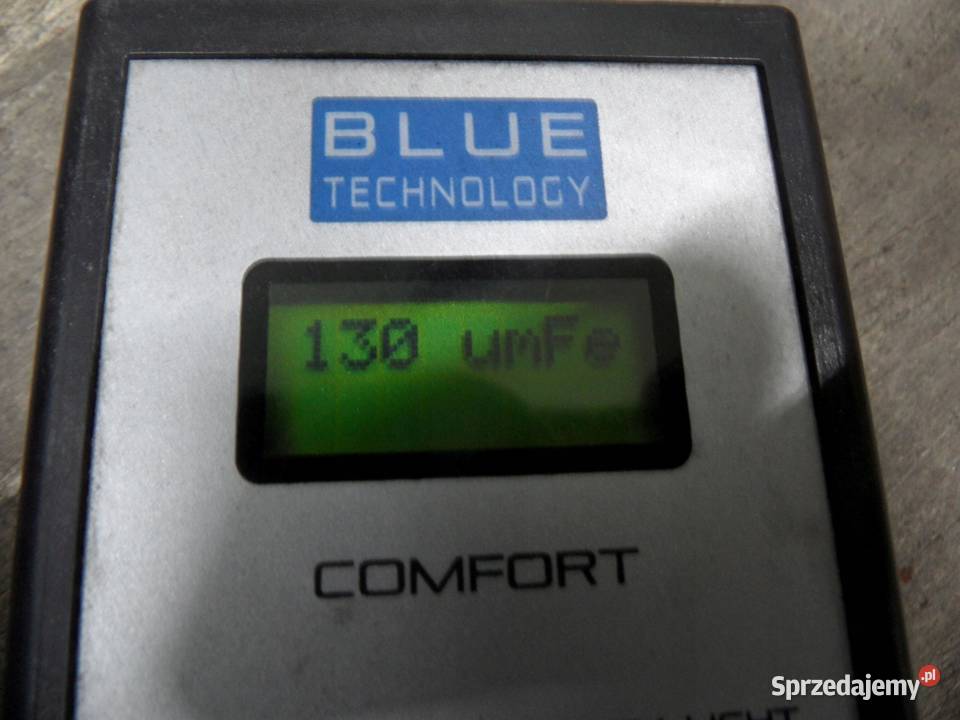 BLUE
TECHNOLOGY
130 umFe
COMFORT
Sprzedajemy.pl